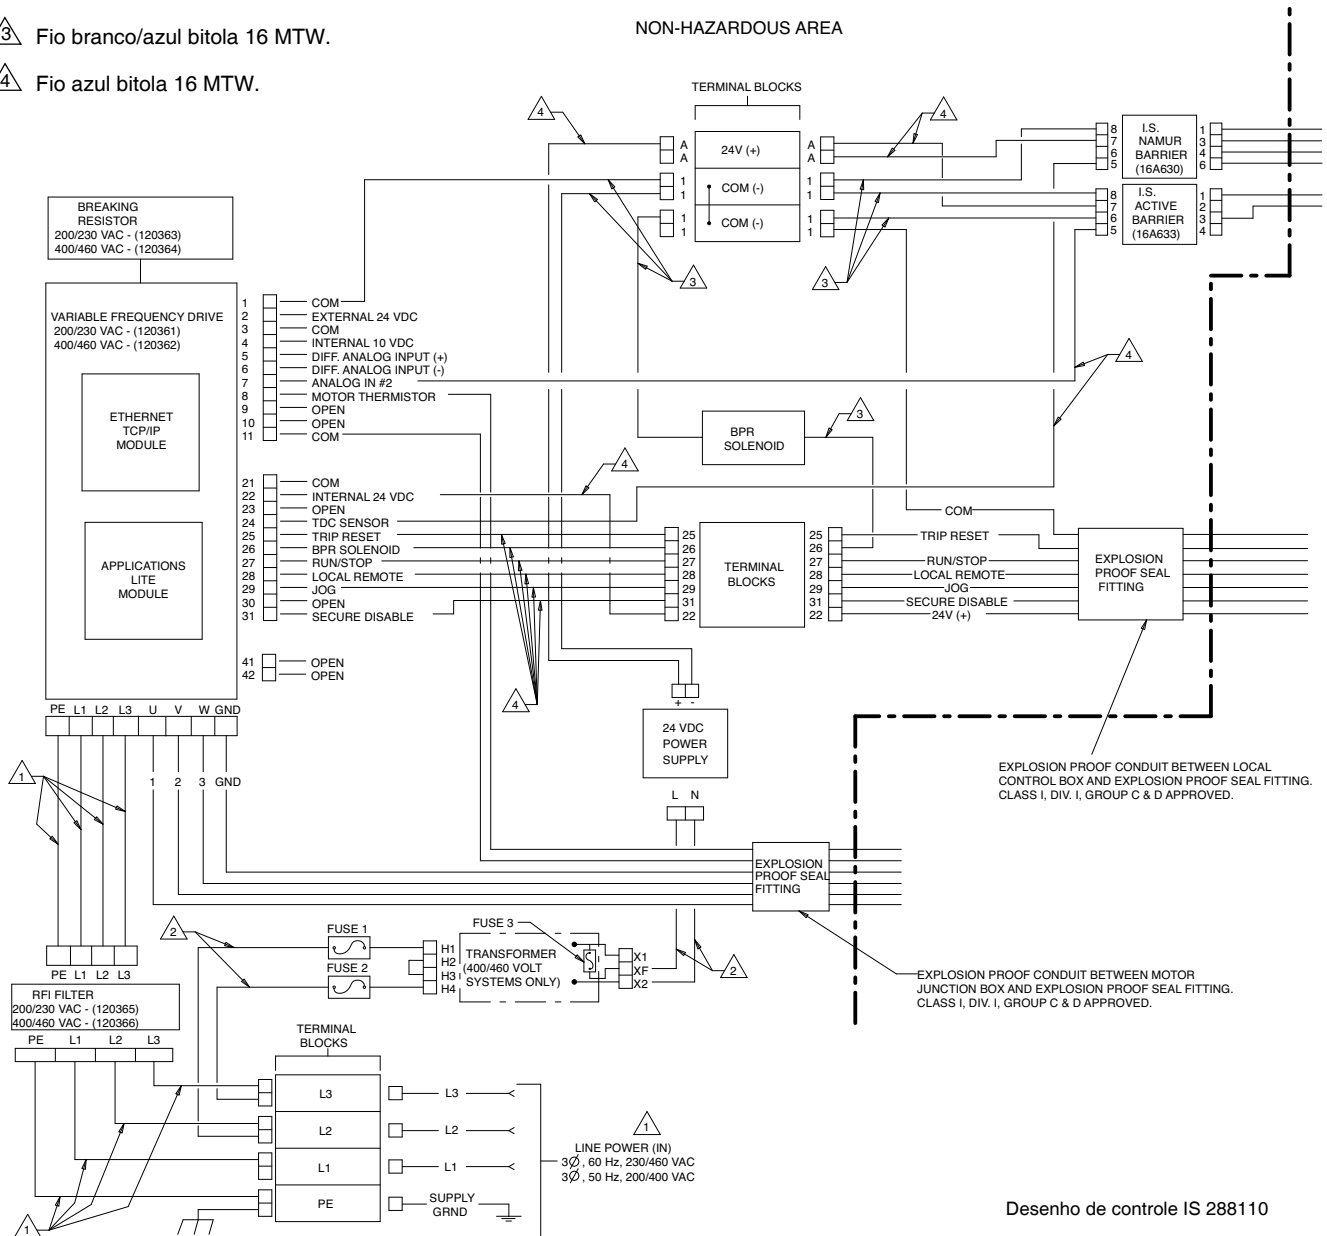 3 Fio branco/azul bitola 16 MTW.
4 Fio azul bitola 16 MTW.
NON-HAZARDOUS AREA
TERMINAL BLOCKS
4
4
A
A
24V (+)
A
A
1
1
COM (-)
1
1
1
1
COM (-)
1
1
3
3
8
7
6
5
I.S.
NAMUR
BARRIER
(16A630)
1
3
4
6
8
7
6
5
I.S.
ACTIVE
BARRIER
(16A633)
1
2
3
4
BREAKING
RESISTOR
200/230 VAC - (120363)
400/460 VAC - (120364)
VARIABLE FREQUENCY DRIVE
200/230 VAC - (120361)
400/460 VAC - (120362)
ETHERNET
TCP/IP
MODULE
APPLICATIONS
LITE
MODULE
1 COM
2 EXTERNAL 24 VDC
3 COM
4 INTERNAL 10 VDC
5 DIFF. ANALOG INPUT (+)
6 DIFF. ANALOG INPUT (-)
7 ANALOG IN #2
8 MOTOR THERMISTOR
9 OPEN
10 OPEN
11 COM
4
3
BPR
SOLENOID
4
21 COM
22 INTERNAL 24 VDC
23 OPEN
24 TDC SENSOR
25 TRIP RESET
26 BPR SOLENOID
27 RUN/STOP
28 LOCAL REMOTE
29 JOG
30 OPEN
31 SECURE DISABLE
41 OPEN
42 OPEN
4
25
26
27
28
29
31
22
TERMINAL
BLOCKS
25
26
27
28
29
31
22
COM
TRIP RESET
RUN/STOP
LOCAL REMOTE
JOG
SECURE DISABLE
24V (+)
EXPLOSION
PROOF SEAL
FITTING
PE L1 L2 L3 U V W GND
1
1 2 3 GND
+ -
24 VDC
POWER
SUPPLY
L N
EXPLOSION PROOF CONDUIT BETWEEN LOCAL
CONTROL BOX AND EXPLOSION PROOF SEAL FITTING.
CLASS I, DIV. I, GROUP C & D APPROVED.
EXPLOSION
PROOF SEAL
FITTING
EXPLOSION PROOF CONDUIT BETWEEN MOTOR
JUNCTION BOX AND EXPLOSION PROOF SEAL FITTING.
CLASS I, DIV. I, GROUP C & D APPROVED.
2
FUSE 1
FUSE 2
H1
H2
H3
H4
FUSE 3
TRANSFORMER
(400/460 VOLT
SYSTEMS ONLY)
X1
XF
X2
2
PE L1 L2 L3
RFI FILTER
200/230 VAC - (120365)
400/460 VAC - (120366)
PE L1 L2 L3
TERMINAL
BLOCKS
L3
L2
L1
PE
L3
L2
L1
SUPPLY
GRND
1
LINE POWER (IN)
3Ø, 60 Hz, 230/460 VAC
3Ø, 50 Hz, 200/400 VAC
1
Desenho de controle IS 288110